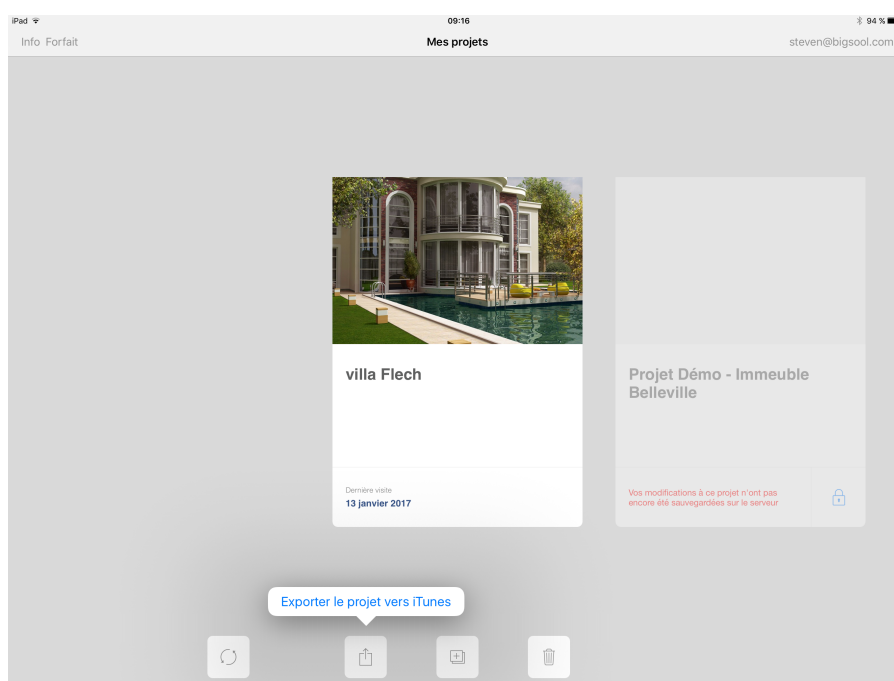 iPad 09:16 94 %
Info Forfait Mes projets steven@bigsool.com
villa Flech
Dernière visite
13 janvier 2017
Projet Démo - Immeuble
Belleville
Vos modifications à ce projet n'ont pas
encore été sauvegardées sur le serveur
Exporter le projet vers iTunes